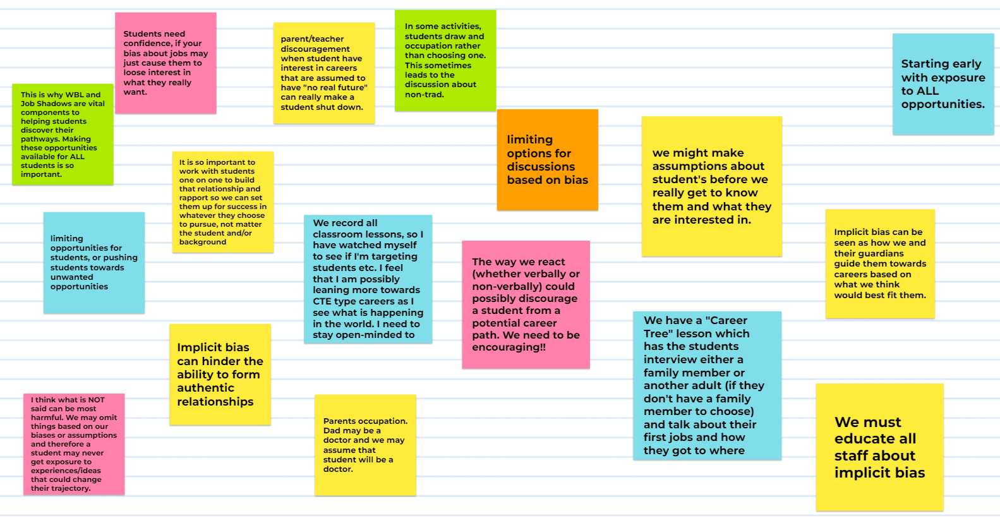 Students need
confidence, if your
bias about jobs may
just cause them to
loose interest in
what they really
want.
parent/teacher
discouragement
when student have
interest in careers
that are assumed to
have "no real future"
can really make a
student shut down.
In some activities,
students draw and
occupation rather
than choosing one.
This sometimes
leads to the
discussion about
non-trad.
Starting early
with exposure
to ALL
opportunities.
This is why WBL and
Job Shadows are vital
components to
helping students
discover their
pathways. Making
these opportunities
available for ALL
students is so
important.
It is so important to
work with students
one on one to build
that relationship and
rapport so we can set
them up for success in
whatever they choose
to pursue, not matter
the student and/or
background
limiting
options for
discussions
based on bias
we might make
assumptions about
student's before we
really get to know
them and what they
are interested in.
limiting
opportunities for
students, or pushing
students towards
unwanted
opportunities
We record all
classroom lessons, so I
have watched myself
to see if I'm targeting
students etc. I feel
that I am possibly
leaning more towards
CTE type careers as I
see what is happening
in the world. I need to
stay open-minded to
The way we react
(whether verbally or
non-verbally) could
possibly discourage
a student from a
potential career
path. We need to be
encouraging!!
Implicit bias can be
seen as how we and
their guardians
guide them towards
careers based on
what we think
would best fit them.
Implicit bias
can hinder the
ability to form
authentic
relationships
We have a "Career
Tree" lesson which
has the students
interview either a
family member or
another adult (if they
don't have a family
member to choose)
and talk about their
first jobs and how
they got to where
I think what is NOT
said can be most
harmful. We may omit
things based on our
biases or assumptions
and therefore a
student may never
get exposure to
experiences/ideas
that could change
their trajectory.
Parents occupation.
Dad may be a
doctor and we may
assume that
student will be a
doctor.
We must
educate all
staff about
implicit bias